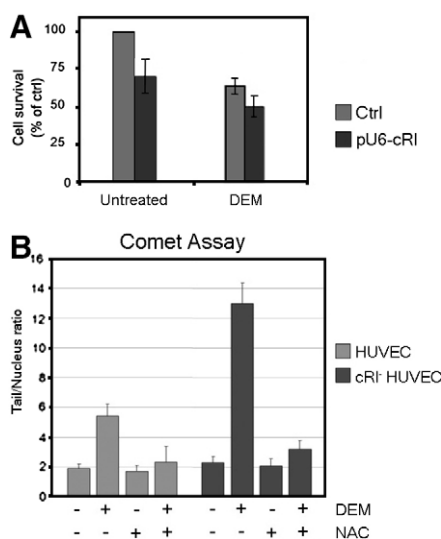 A
Cell survival
(% of ctrl)
100
75
50
25
0
Untreated DEM
Ctrl
pU6-cRI
B
Comet Assay
Tail/Nucleus ratio
16
14
12
10
8
6
4
2
0
HUVEC
cRI- HUVEC
- + - + - + - + DEM
- - + + - - + + NAC